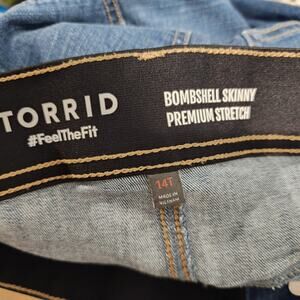 TORRID
#FeelTheFit
BOMBSHELL SKINNY
PREMIUM STRETCH
14T
MADE IN
VIETNAM